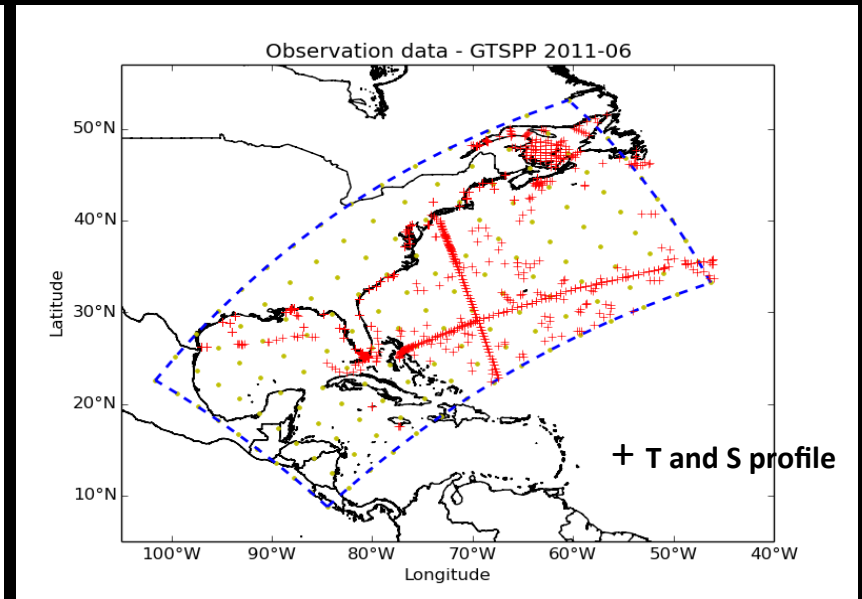 Observation data - GTSPP 2011-06
50°N
40°N
30°N
20°N
10°N
Latitude
+ T and S profile
100°W 90°W 80°W 70°W 60°W 50°W 40°W
Longitude